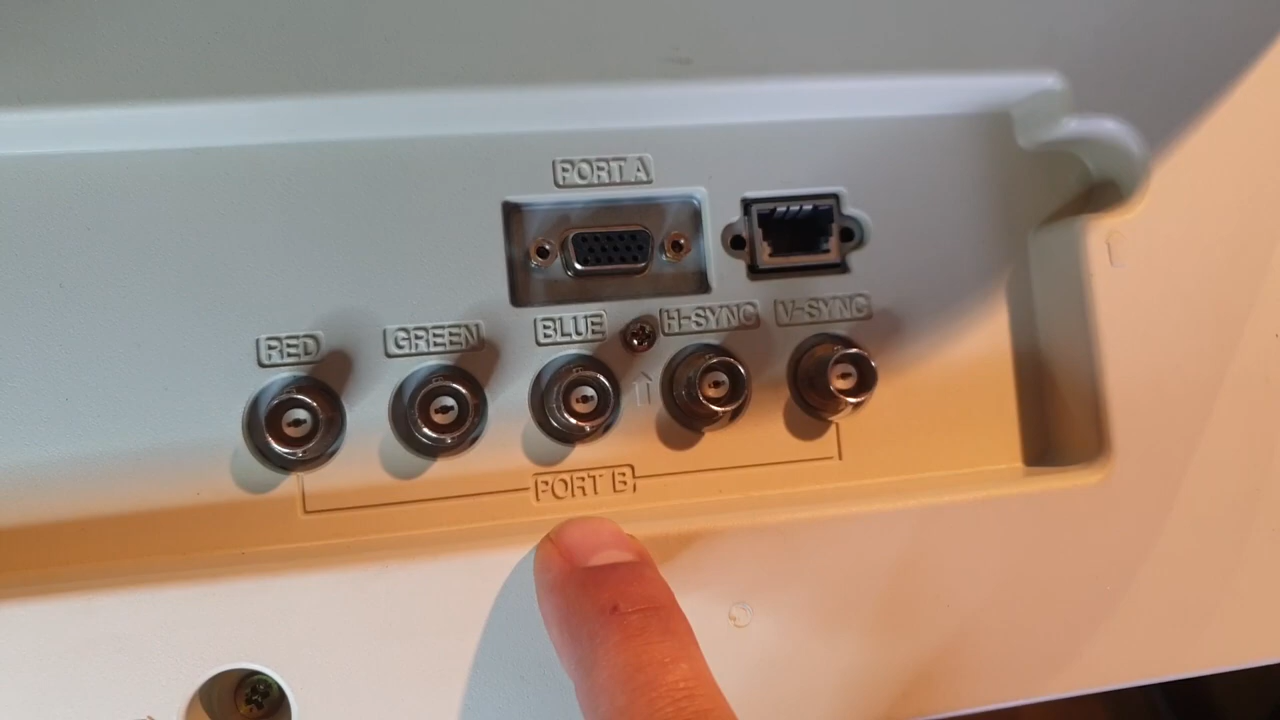 PORT A
RED
GREEN
BLUE
H-SYNC
V-SYNC
PORT B